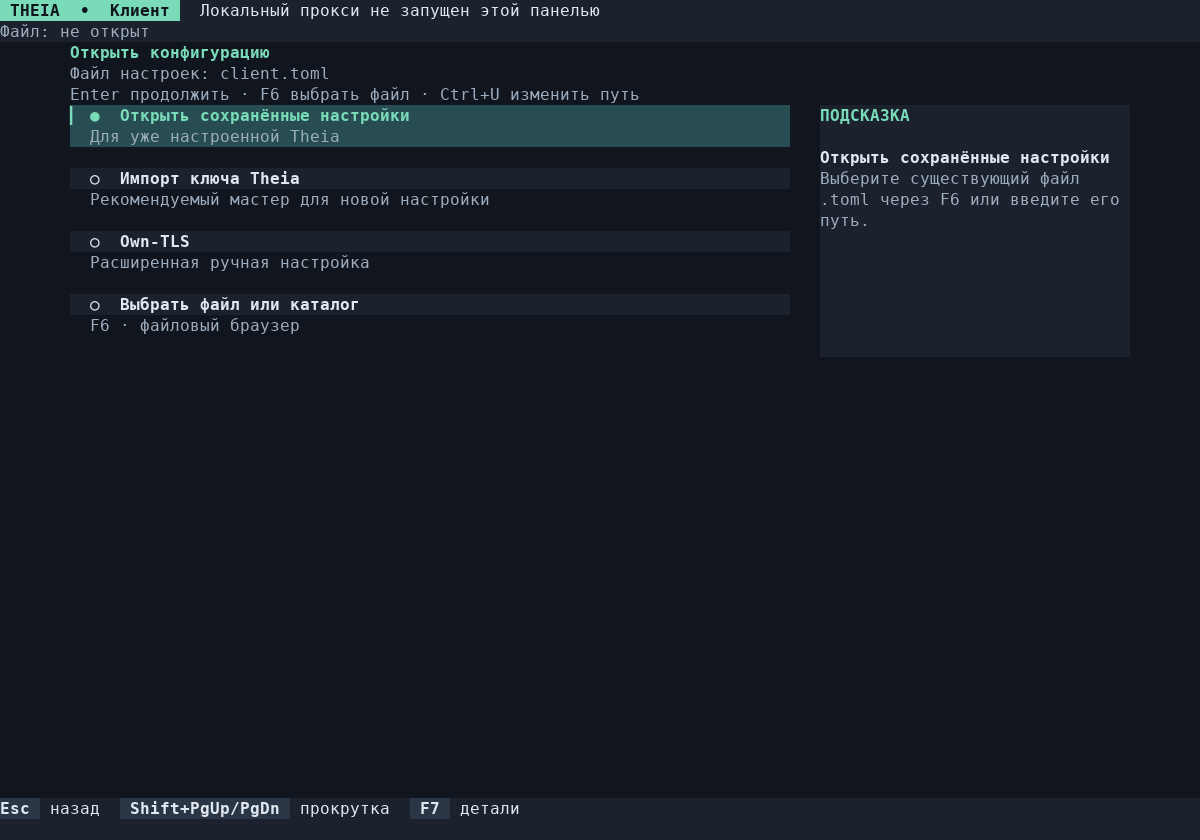 THEIA • Клиент Локальный прокси не запущен этой панелью
Файл: не открыт
Открыть конфигурацию
Файл настроек: client.toml
Enter продолжить · F6 выбрать файл · Ctrl+U изменить путь
● Открыть сохранённые настройки
Для уже настроенной Theia
○ Импорт ключа Theia
Рекомендуемый мастер для новой настройки
○ Own-TLS
Расширенная ручная настройка
○ Выбрать файл или каталог
F6 · файловый браузер
ПОДСКАЗКА
Открыть сохранённые настройки
Выберите существующий файл
.toml через F6 или введите его
путь.
Esc назад Shift+PgUp/PgDn прокрутка F7 детали